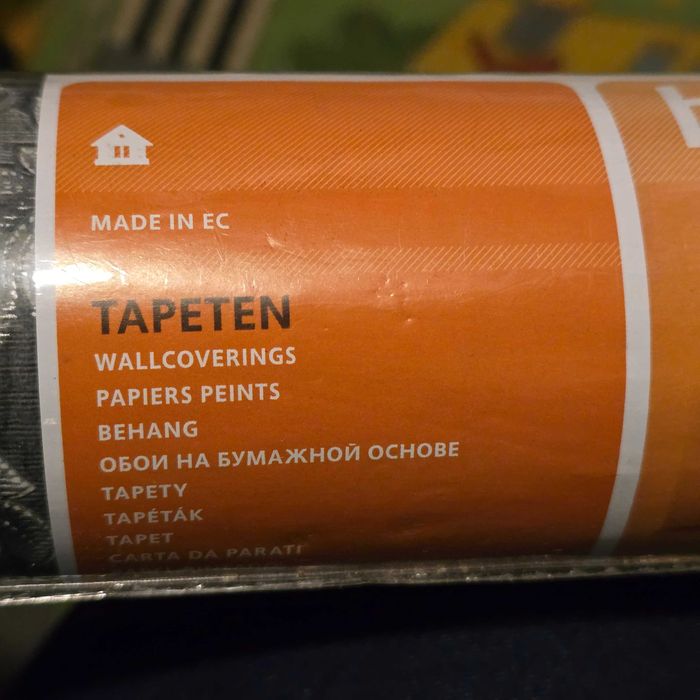 MADE IN EC
TAPETEN
WALLCOVERINGS
PAPIERS PEINTS
BEHANG
ОБОИ НА БУМАЖНОЙ ОСНОВЕ
TAPETY
TAPÉTÁK
TAPET
CARTA DA PARATI